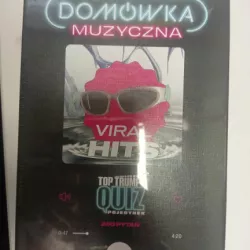 DOMÓWKA
MUZYCZNA
VIRAL
HITS
TOP TRUMPS
QUIZ